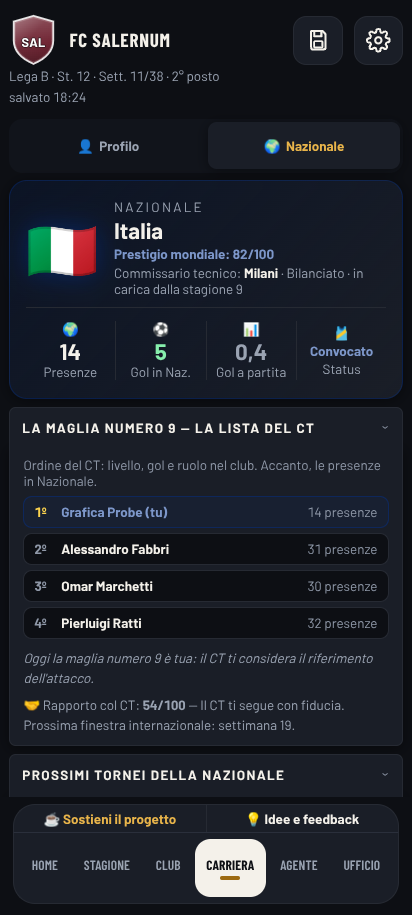 SAL
FC SALERNUM
Lega B · St. 12 · Sett. 11/38 · 2° posto
salvato 18:24
Profilo
Nazionale
NAZIONALE
Italia
Prestigio mondiale: 82/100
Commissario tecnico: Milani · Bilanciato · in
carica dalla stagione 9
14
Presenze
5
Gol in Naz.
0,4
Gol a partita
Convocato
Status
LA MAGLIA NUMERO 9 — LA LISTA DEL CT
Ordine del CT: livello, gol e ruolo nel club. Accanto, le presenze
in Nazionale.
1º Grafica Probe (tu) 14 presenze
2º Alessandro Fabbri 31 presenze
3º Omar Marchetti 30 presenze
4º Pierluigi Ratti 32 presenze
Oggi la maglia numero 9 è tua: il CT ti considera il riferimento
dell'attacco.
Rapporto col CT: 54/100 — Il CT ti segue con fiducia.
Prossima finestra internazionale: settimana 19.
PROSSIMI TORNEI DELLA NAZIONALE
Sostieni il progetto
Idee e feedback
HOME STAGIONE CLUB CARRIERA AGENTE UFFICIO